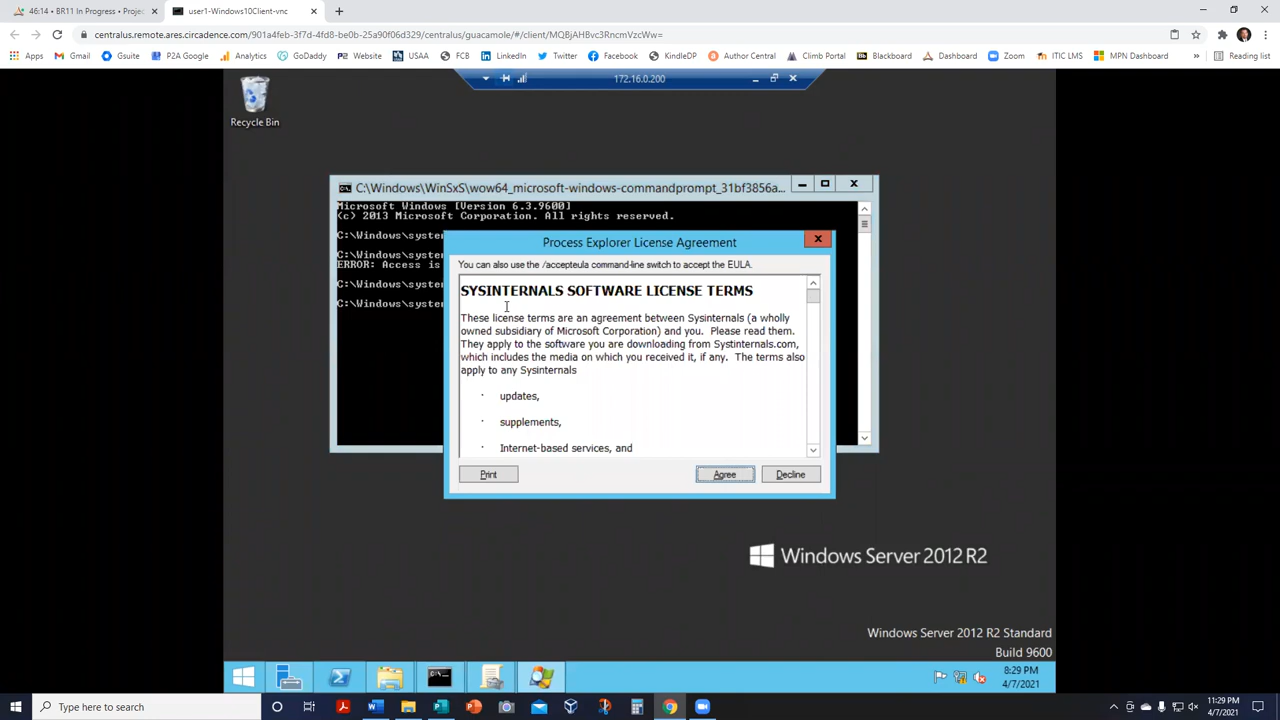 46:14 / BR11 In Progress - Projec
user1-Windows10Client-vnc
centralus.remote.ares.circadence.com/901a4feb-3f7d-4fd8-be0b-25a90f06d329/centralus/guacamole/#/client/MQBjAHBvc3RncmVzcWw=
Apps
Gsuite
P2A Google
Analytics
GoDaddy
Website
USAA
FCB
LinkedIn
Twitter
Facebook
KindleDP
Author Central
Climb Portal
Blackboard
Dashboard
Zoom
ITIC LMS
MPN Dashboard
»
Reading list
172.16.0.200
Recycle Bin
C:\Windows\WinSxS\wow64_microsoft-windows-commandprompt_31bf3856a...
Microsoft Windows [Version 6.3.9600]
(c) 2013 Microsoft Corporation. All rights reserved.
C:\Windows\system
C:\Windows\system
ERROR: Access is
C:\Windows\system
C:\Windows\system
Process Explorer License Agreement
You can also use the /accepteula command-line switch to accept the EULA.
SYSINTERNALS SOFTWARE LICENSE TERMS
These license terms are an agreement between Sysinternals (a wholly
owned subsidiary of Microsoft Corporation) and you. Please read them.
They apply to the software you are downloading from Systinternals.com,
which includes the media on which you received it, if any. The terms also
apply to any Sysinternals
· updates,
· supplements,
· Internet-based services, and
Print
Agree
Decline
Windows Server 2012 R2
Windows Server 2012 R2 Standard
Build 9600
8:29 PM
4/7/2021
Type here to search
11:29 PM
4/7/2021